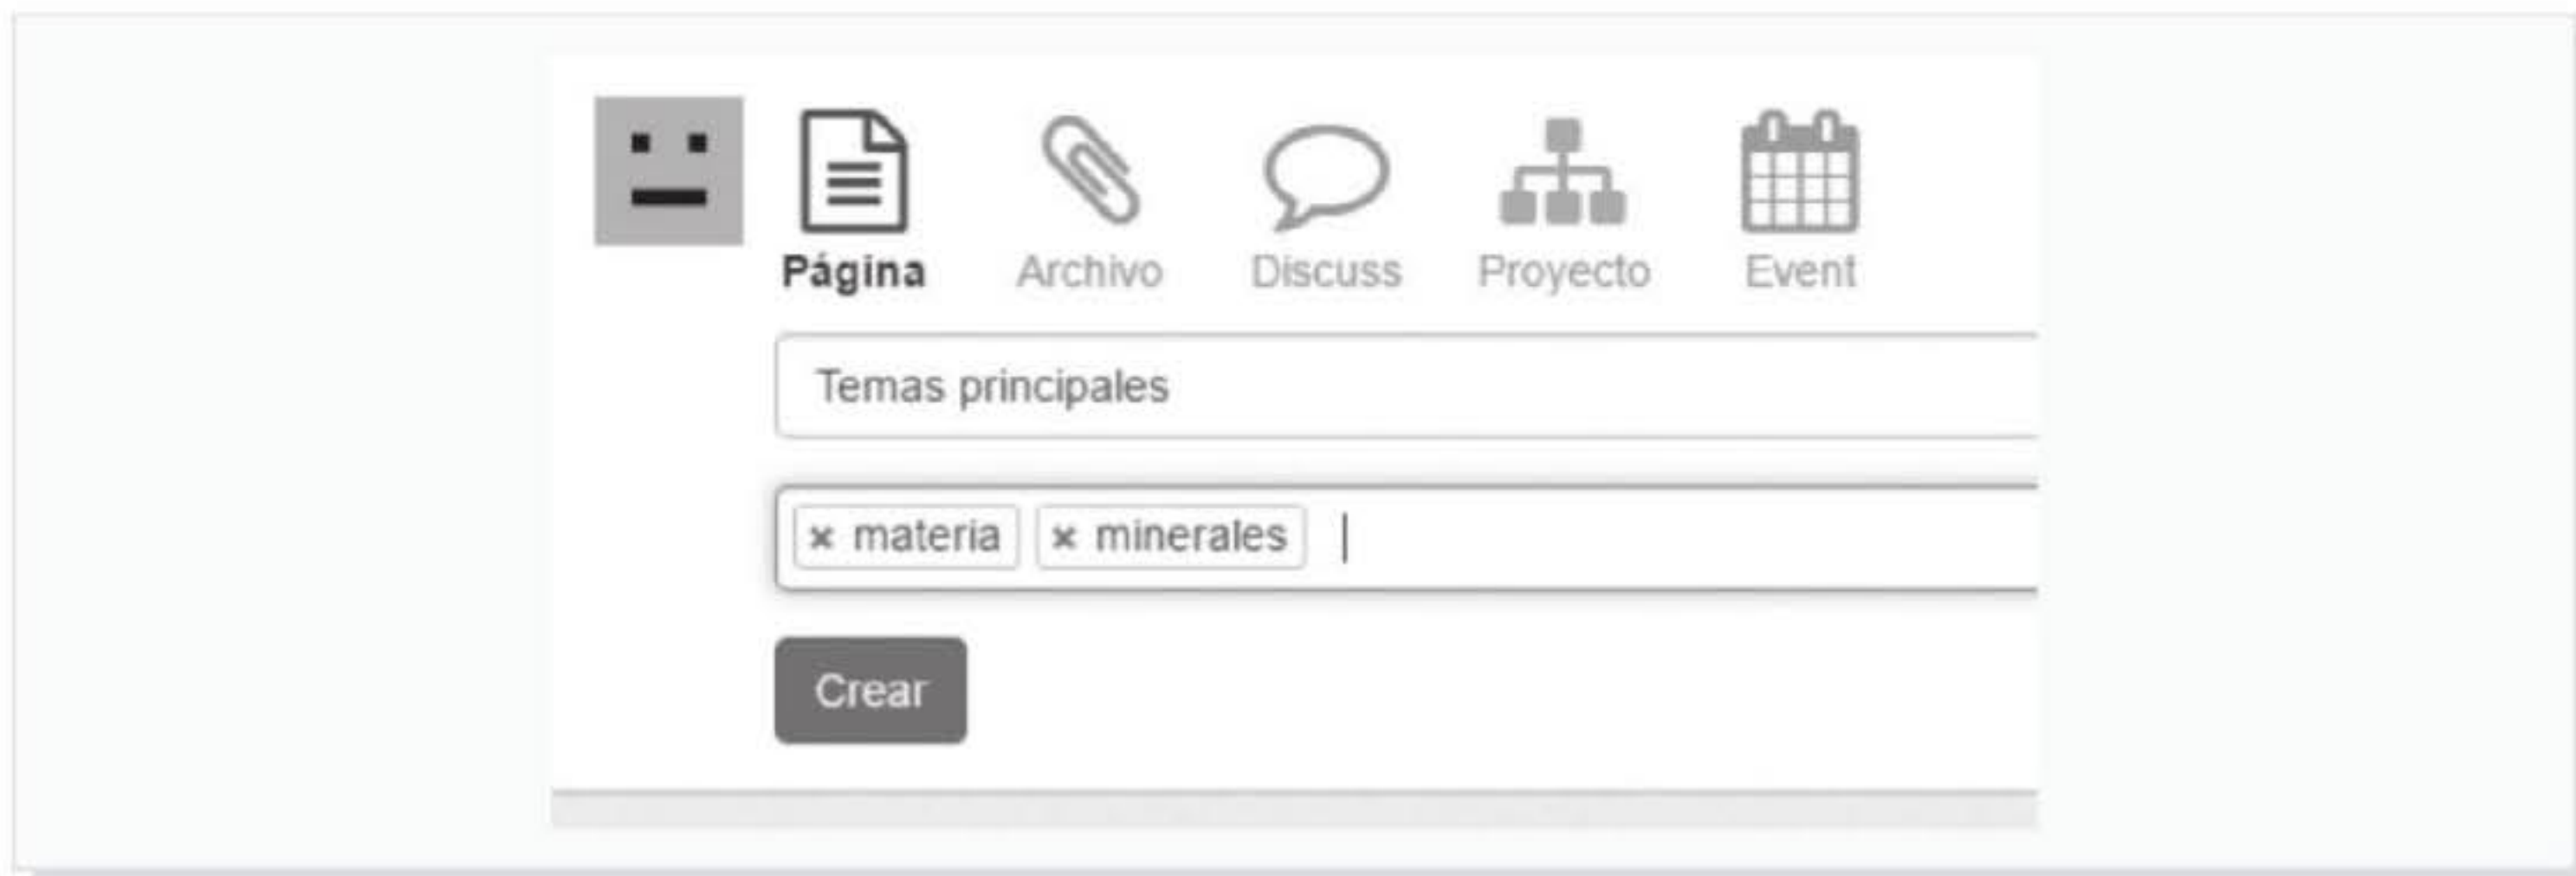 Página Archivo Discuss Proyecto Event
Temas principales
× materia × minerales
Crear